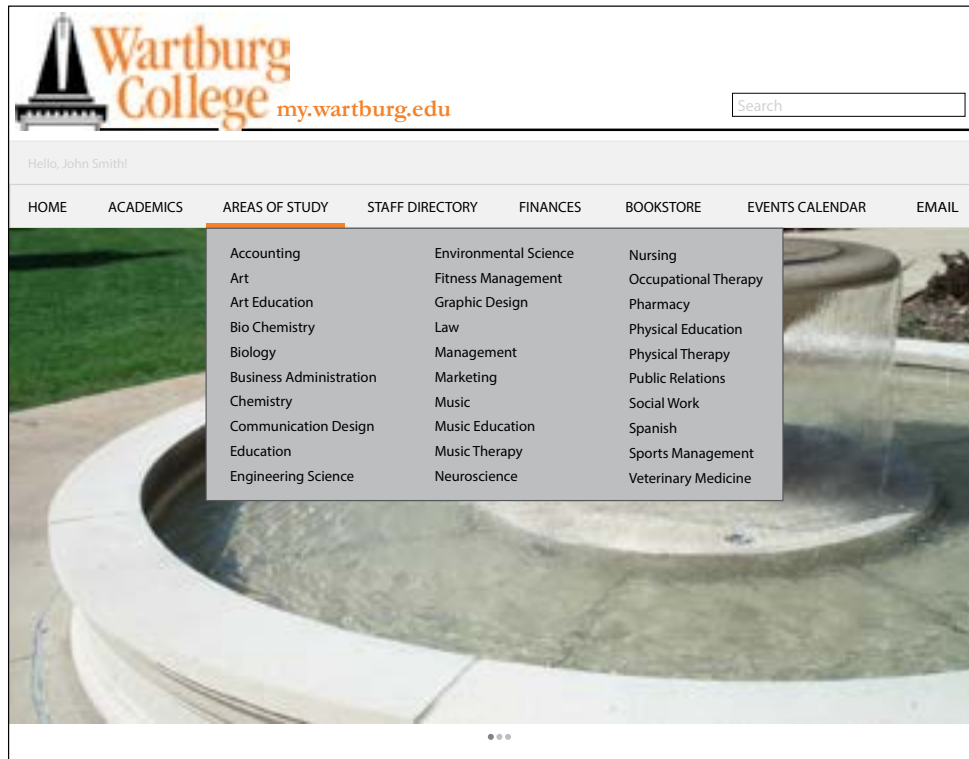 Wartburg
College
my.wartburg.edu
Search
Hello, John Smith!
HOME ACADEMICS AREAS OF STUDY STAFF DIRECTORY FINANCES BOOKSTORE EVENTS CALENDAR EMAIL
Accounting
Art
Art Education
Bio Chemistry
Biology
Business Administration
Chemistry
Communication Design
Education
Engineering Science
Environmental Science
Fitness Management
Graphic Design
Law
Management
Marketing
Music
Music Education
Music Therapy
Neuroscience
Nursing
Occupational Therapy
Pharmacy
Physical Education
Physical Therapy
Public Relations
Social Work
Spanish
Sports Management
Veterinary Medicine